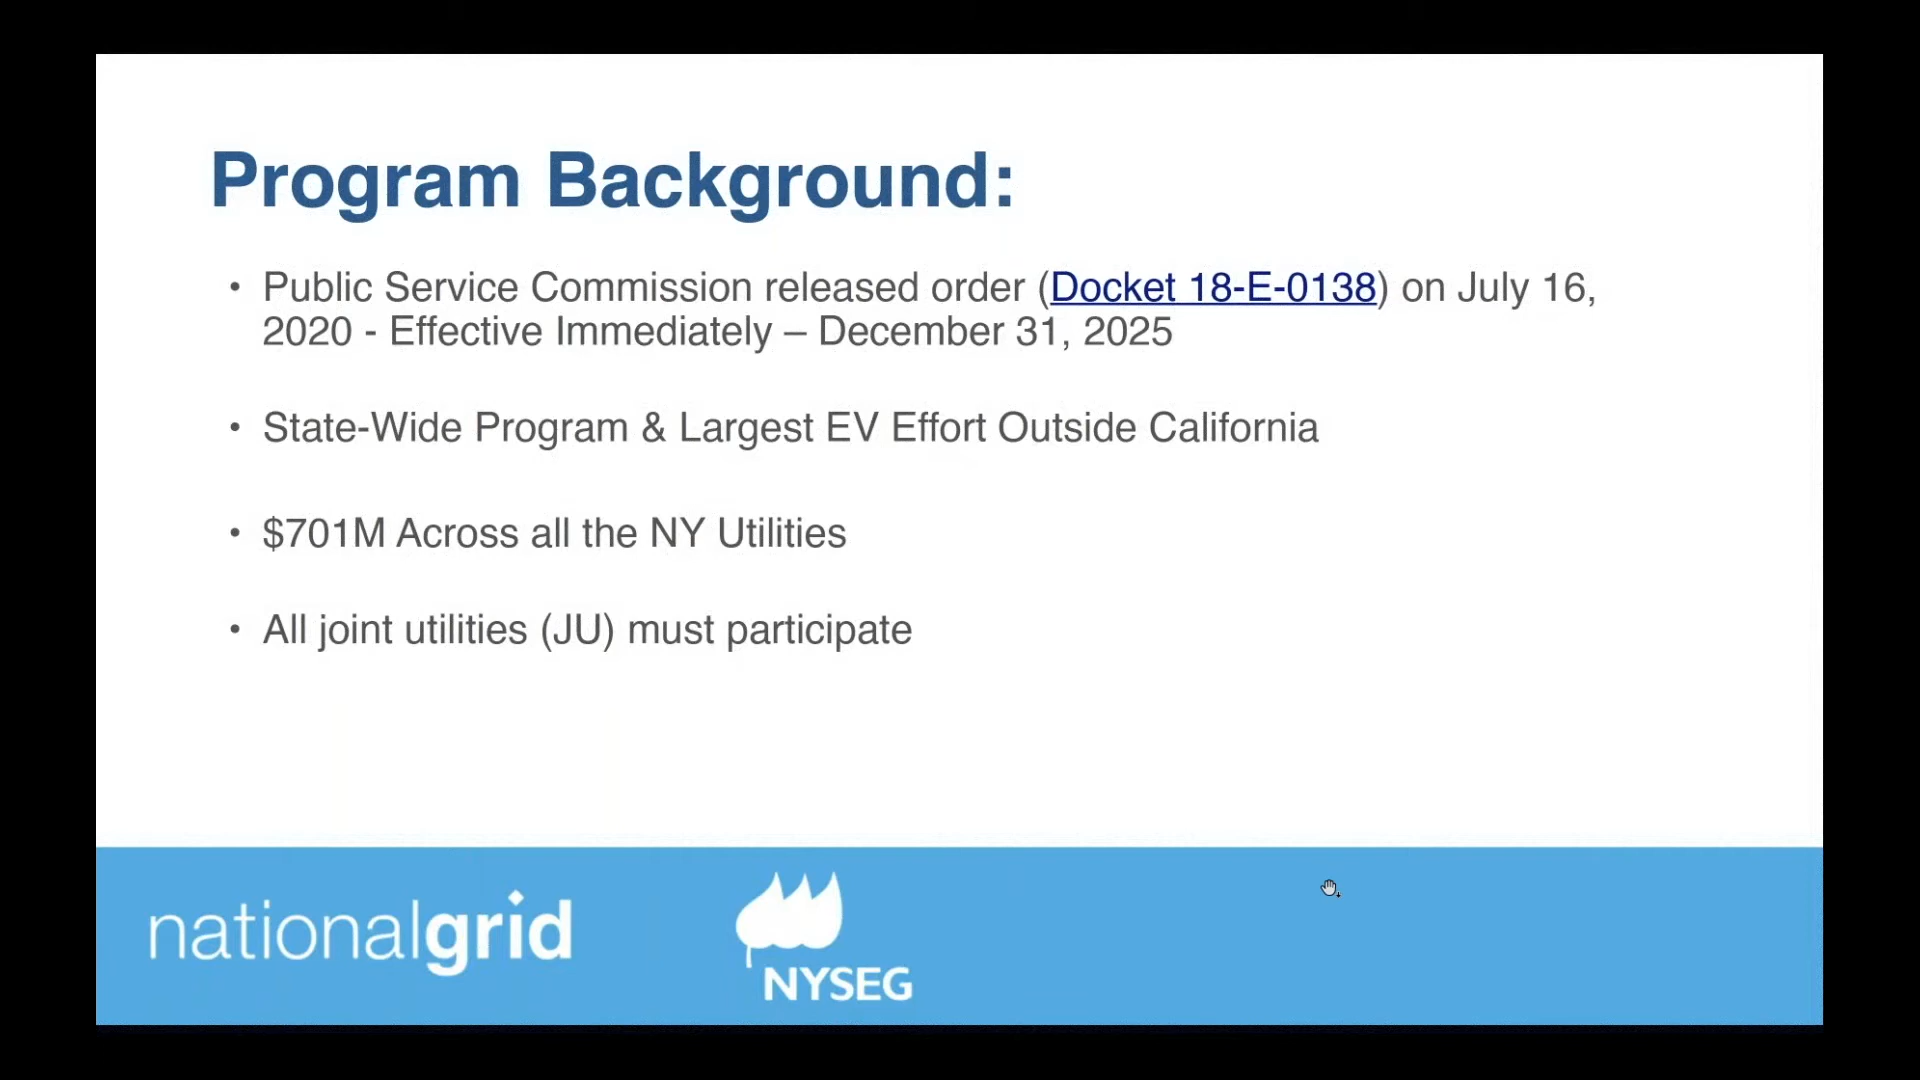 Program Background:
• Public Service Commission released order (Docket 18-E-0138) on July 16,
2020 - Effective Immediately – December 31, 2025
• State-Wide Program & Largest EV Effort Outside California
• $701M Across all the NY Utilities
• All joint utilities (JU) must participate
nationalgrid
NYSEG